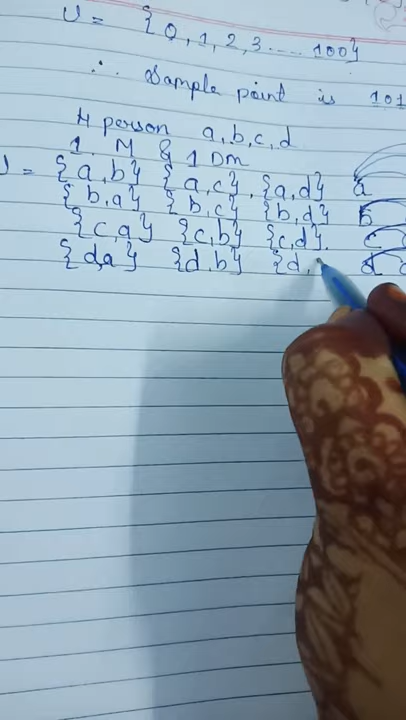 U = {0, 1, 2, 3 .... 100}
∴ Sample point is 101
4 person a, b, c, d
1 M & 1 DM
U = {a, b} {a, c}, {a, d} a
{b, a} {b, c} {b, d} b
{c, a} {c, b} {c, d}. c
{d, a} {d, b} {d, d